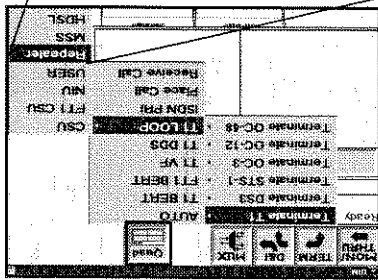 MON/
THRU
TERM
D&I
MUX
Quad
Ready
Terminate T1
Terminate DS3
Terminate STS-1
Terminate OC-3
Terminate OC-12
Terminate OC-48
AUTO
T1 BERT
FT1 BERT
T1 VF
T1 DDS
T1 LOOP
ISDN PRI
Place Call
Receive Call
CSU
FT1 CSU
NIU
USER
Repeater
MSS
HDSL